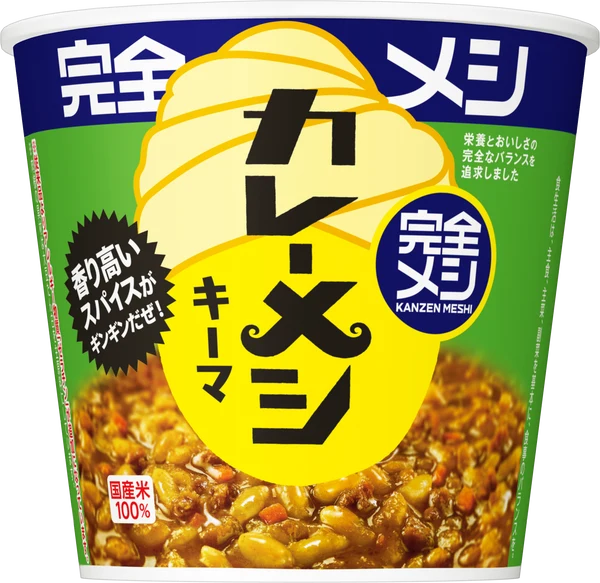 完全メシ
栄養とおいしさの
完全なバランスを
追求しました
カレーメシ
キーマ
完全
メシ
KANZEN MESHI
香り高い
スパイスが
ギンギンだぜ!
国産米
100%